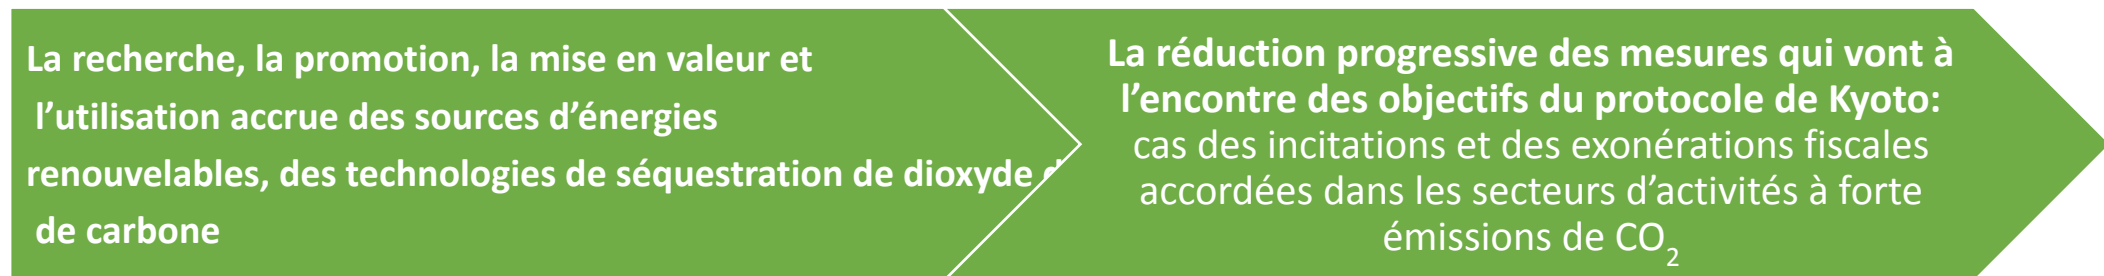 La recherche, la promotion, la mise en valeur et
l’utilisation accrue des sources d’énergies
renouvelables, des technologies de séquestration de dioxyde
de carbone
La réduction progressive des mesures qui vont à
l’encontre des objectifs du protocole de Kyoto:
cas des incitations et des exonérations fiscales
accordées dans les secteurs d’activités à forte
émissions de CO₂